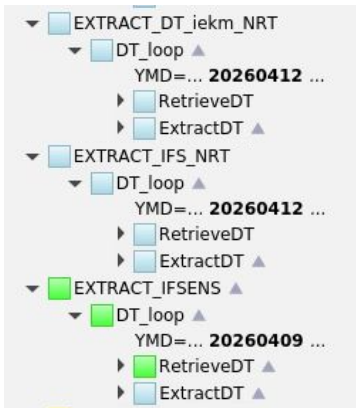 EXTRACT_DT_iekm_NRT
DT_loop
YMD=... 20260412 ...
RetrieveDT
ExtractDT
EXTRACT_IFS_NRT
DT_loop
YMD=... 20260412 ...
RetrieveDT
ExtractDT
EXTRACT_IFSENS
DT_loop
YMD=... 20260409 ...
RetrieveDT
ExtractDT